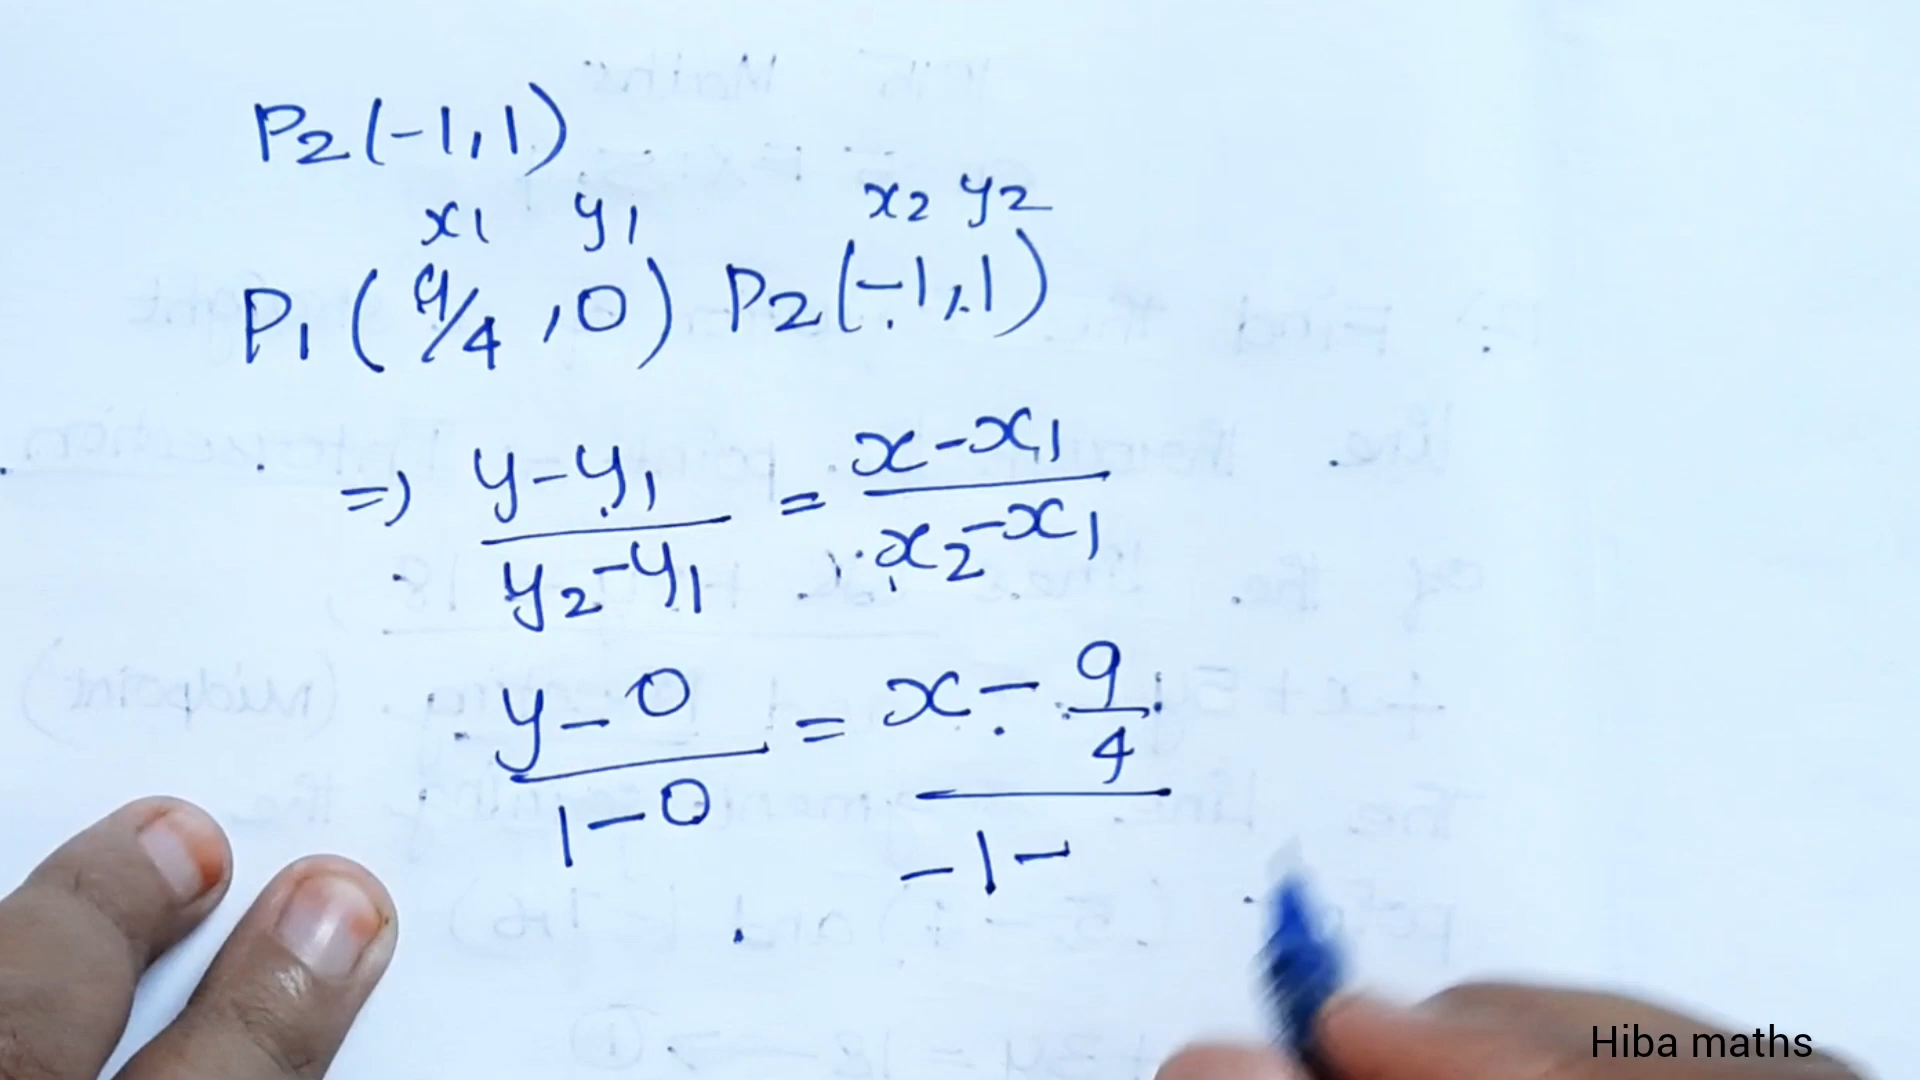 P2(-1,1)
x1 y1 x2 y2
P1(9/4,0) P2(-1,1)
=> y-y1/y2-y1 = x-x1/x2-x1
y-0/1-0 = x-9/4/-1-
Hiba maths